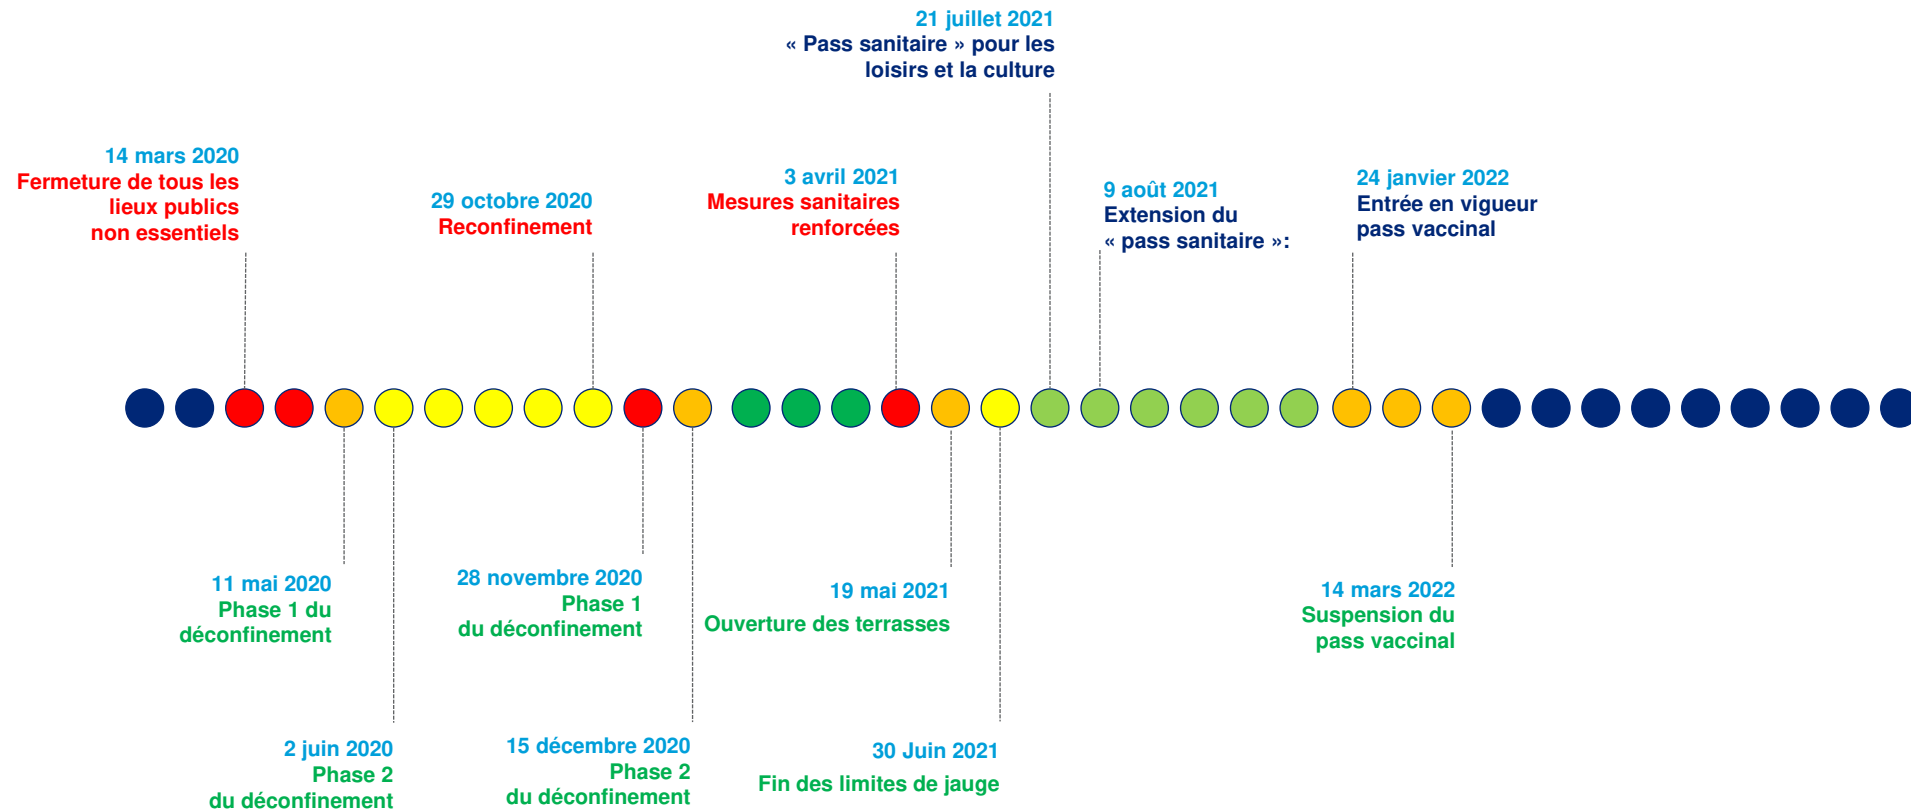 21 juillet 2021
« Pass sanitaire » pour les
loisirs et la culture
14 mars 2020
Fermeture de tous les
lieux publics
non essentiels
29 octobre 2020
Reconfinement
3 avril 2021
Mesures sanitaires
renforcées
9 août 2021
Extension du
« pass sanitaire »:
24 janvier 2022
Entrée en vigueur
pass vaccinal
11 mai 2020
Phase 1 du
déconfinement
28 novembre 2020
Phase 1
du déconfinement
19 mai 2021
Ouverture des terrasses
14 mars 2022
Suspension du
pass vaccinal
2 juin 2020
Phase 2
du déconfinement
15 décembre 2020
Phase 2
du déconfinement
30 Juin 2021
Fin des limites de jauge